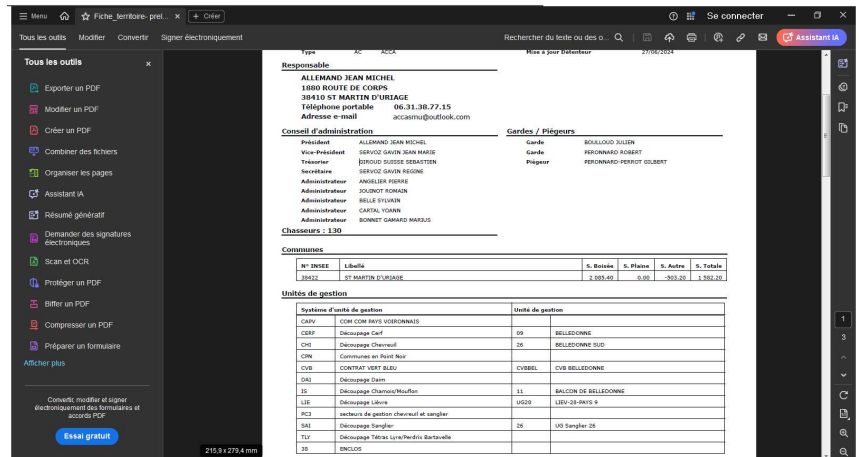 Menu Fiche_territoire- prel... × + Créer Se connecter
Tous les outils Modifier Convertir Signer électroniquement Rechercher du texte ou des o... Assistant IA
Tous les outils ×
Exporter un PDF
Modifier un PDF
Créer un PDF
Combiner des fichiers
Organiser les pages
Assistant IA
Résumé génératif
Demander des signatures
électroniques
Scan et OCR
Protéger un PDF
Biffer un PDF
Compresser un PDF
Préparer un formulaire
Afficher plus
Convertir, modifier et signer
électroniquement des formulaires et
accords PDF
Essai gratuit
215,9 x 279,4 mm
Type AC ACCA Mise à jour Détenteur 27/06/2024
Responsable
ALLEMAND JEAN MICHEL
1880 ROUTE DE CORPS
38410 ST MARTIN D'URIAGE
Téléphone portable 06.31.38.77.15
Adresse e-mail accasmu@outlook.com
Conseil d'administration Gardes / Piégeurs
Président ALLEMAND JEAN MICHEL Garde BOULLOUD JULIEN
Vice-Président SERVOZ GAVIN JEAN MARIE Garde PERONNARD ROBERT
Trésorier GIROUD SUISSE SEBASTIEN Piégeur PERONNARD-PERROT GILBERT
Secrétaire SERVOZ GAVIN REGINE
Administrateur ANGELIER PIERRE
Administrateur JOUINOT ROMAIN
Administrateur BELLE SYLVAIN
Administrateur CARTAL YOANN
Administrateur BONNET GAMARD MARIUS
Chasseurs : 130
Communes
N° INSEE Libellé S. Boisée S. Plaine S. Autre S. Totale
38422 ST MARTIN D'URIAGE 2 085.40 0.00 -503.20 1 582.20
Unités de gestion
Système d'unité de gestion Unité de gestion
CAPV COM COM PAYS VOIRONNAIS
CERF Découpage Cerf 09 BELLEDONNE
CHI Découpage Chevreuil 26 BELLEDONNE SUD
CPN Communes en Point Noir
CVB CONTRAT VERT BLEU CVBBEL CVB BELLEDONNE
DAI Découpage Daim
IS Découpage Chamois/Mouflon 11 BALCON DE BELLEDONNE
LIE Découpage Lièvre UG20 LIEV-20-PAYS 9
PC3 secteurs de gestion chevreuil et sanglier
SAI Découpage Sanglier 26 UG Sanglier 26
TLY Découpage Tétras Lyre/Perdrix Bartavelle
38 ENCLOS
1
3